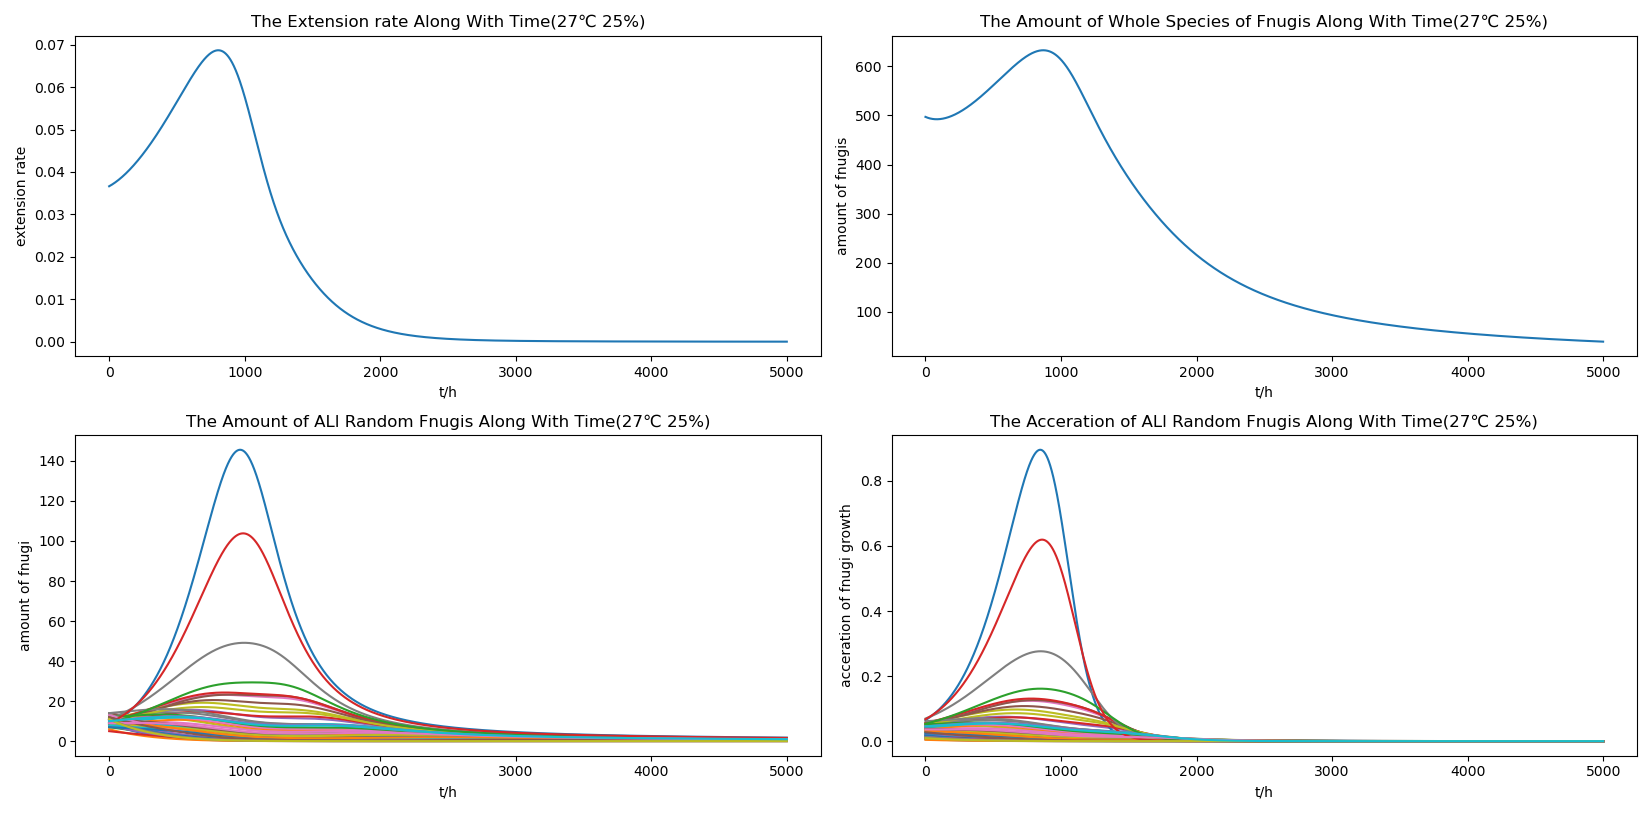 The Extension rate Along With Time(27℃ 25%)
0.07
0.06
0.05
0.04
0.03
0.02
0.01
0.00
extension rate
0 1000 2000 3000 4000 5000
t/h
The Amount of Whole Species of Fnugis Along With Time(27℃ 25%)
600
500
400
300
200
100
amount of fnugis
0 1000 2000 3000 4000 5000
t/h
The Amount of ALl Random Fnugis Along With Time(27℃ 25%)
140
120
100
80
60
40
20
0
amount of fnugi
0 1000 2000 3000 4000 5000
t/h
The Acceration of ALl Random Fnugis Along With Time(27℃ 25%)
0.8
0.6
0.4
0.2
0.0
acceration of fnugi growth
0 1000 2000 3000 4000 5000
t/h